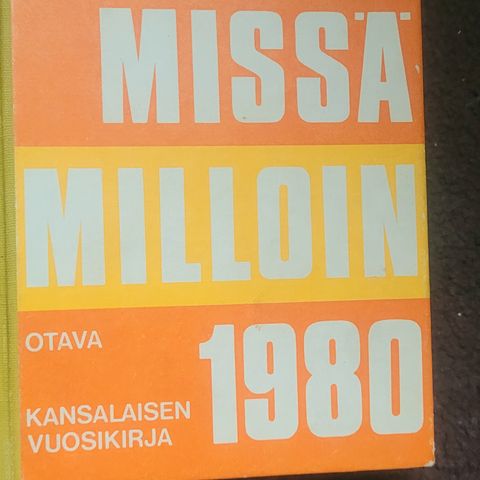 MISSÄ
MILLOIN
1980
OTAVA
KANSALAISEN
VUOSIKIRJA